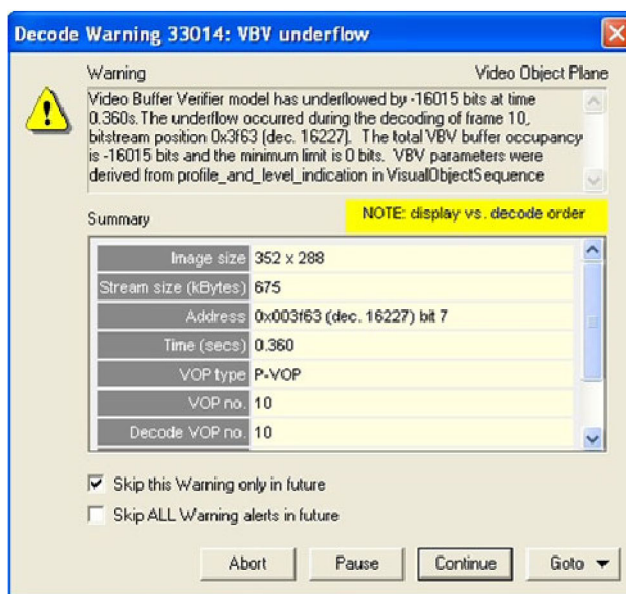 Decode Warning 33014: VBV underflow
Warning
Video Object Plane
Video Buffer Verifier model has underflowed by -16015 bits at time
0.360s. The underflow occurred during the decoding of frame 10,
bitstream position 0x3f63 (dec. 16227). The total VBV buffer occupancy
is -16015 bits and the minimum limit is 0 bits. VBV parameters were
derived from profile_and_level_indication in VisualObjectSequence
Summary
NOTE: display vs. decode order
Image size 352 x 288
Stream size (kBytes) 675
Address 0x003f63 (dec. 16227) bit 7
Time (secs) 0.360
VOP type P-VOP
VOP no. 10
Decode VOP no. 10
Skip this Warning only in future
Skip ALL Warning alerts in future
Abort
Pause
Continue
Goto